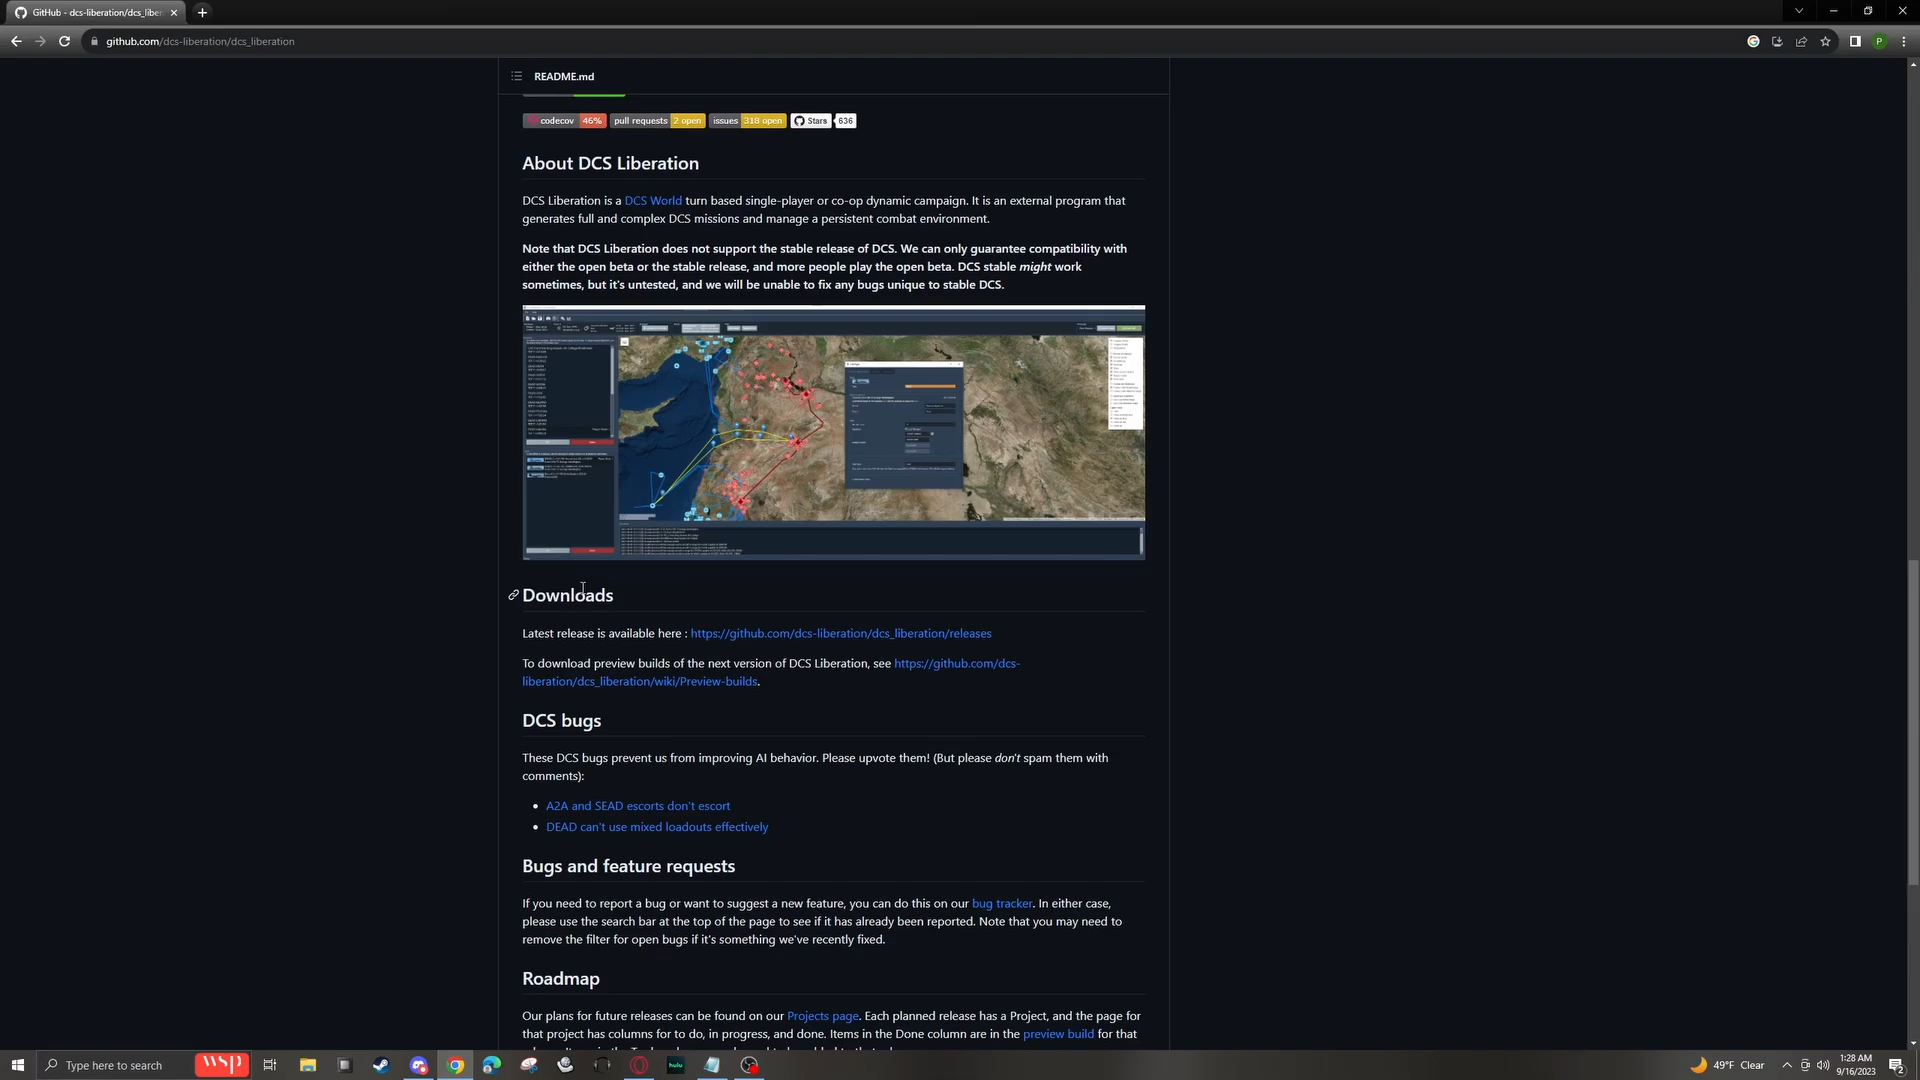 GitHub - dcs-liberation/dcs_liber
github.com/dcs-liberation/dcs_liberation
README.md
codecov 46% pull requests 2 open issues 318 open Stars 636
About DCS Liberation
DCS Liberation is a DCS World turn based single-player or co-op dynamic campaign. It is an external program that
generates full and complex DCS missions and manage a persistent combat environment.
Note that DCS Liberation does not support the stable release of DCS. We can only guarantee compatibility with
either the open beta or the stable release, and more people play the open beta. DCS stable might work
sometimes, but it's untested, and we will be unable to fix any bugs unique to stable DCS.
Downloads
Latest release is available here : https://github.com/dcs-liberation/dcs_liberation/releases
To download preview builds of the next version of DCS Liberation, see https://github.com/dcs-
liberation/dcs_liberation/wiki/Preview-builds.
DCS bugs
These DCS bugs prevent us from improving AI behavior. Please upvote them! (But please don't spam them with
comments):
• A2A and SEAD escorts don't escort
• DEAD can't use mixed loadouts effectively
Bugs and feature requests
If you need to report a bug or want to suggest a new feature, you can do this on our bug tracker. In either case,
please use the search bar at the top of the page to see if it has already been reported. Note that you may need to
remove the filter for open bugs if it's something we've recently fixed.
Roadmap
Our plans for future releases can be found on our Projects page. Each planned release has a Project, and the page for
that project has columns for to do, in progress, and done. Items in the Done column are in the preview build for that
Type here to search
wsp
hulu
49°F Clear
1:28 AM
9/16/2023
2